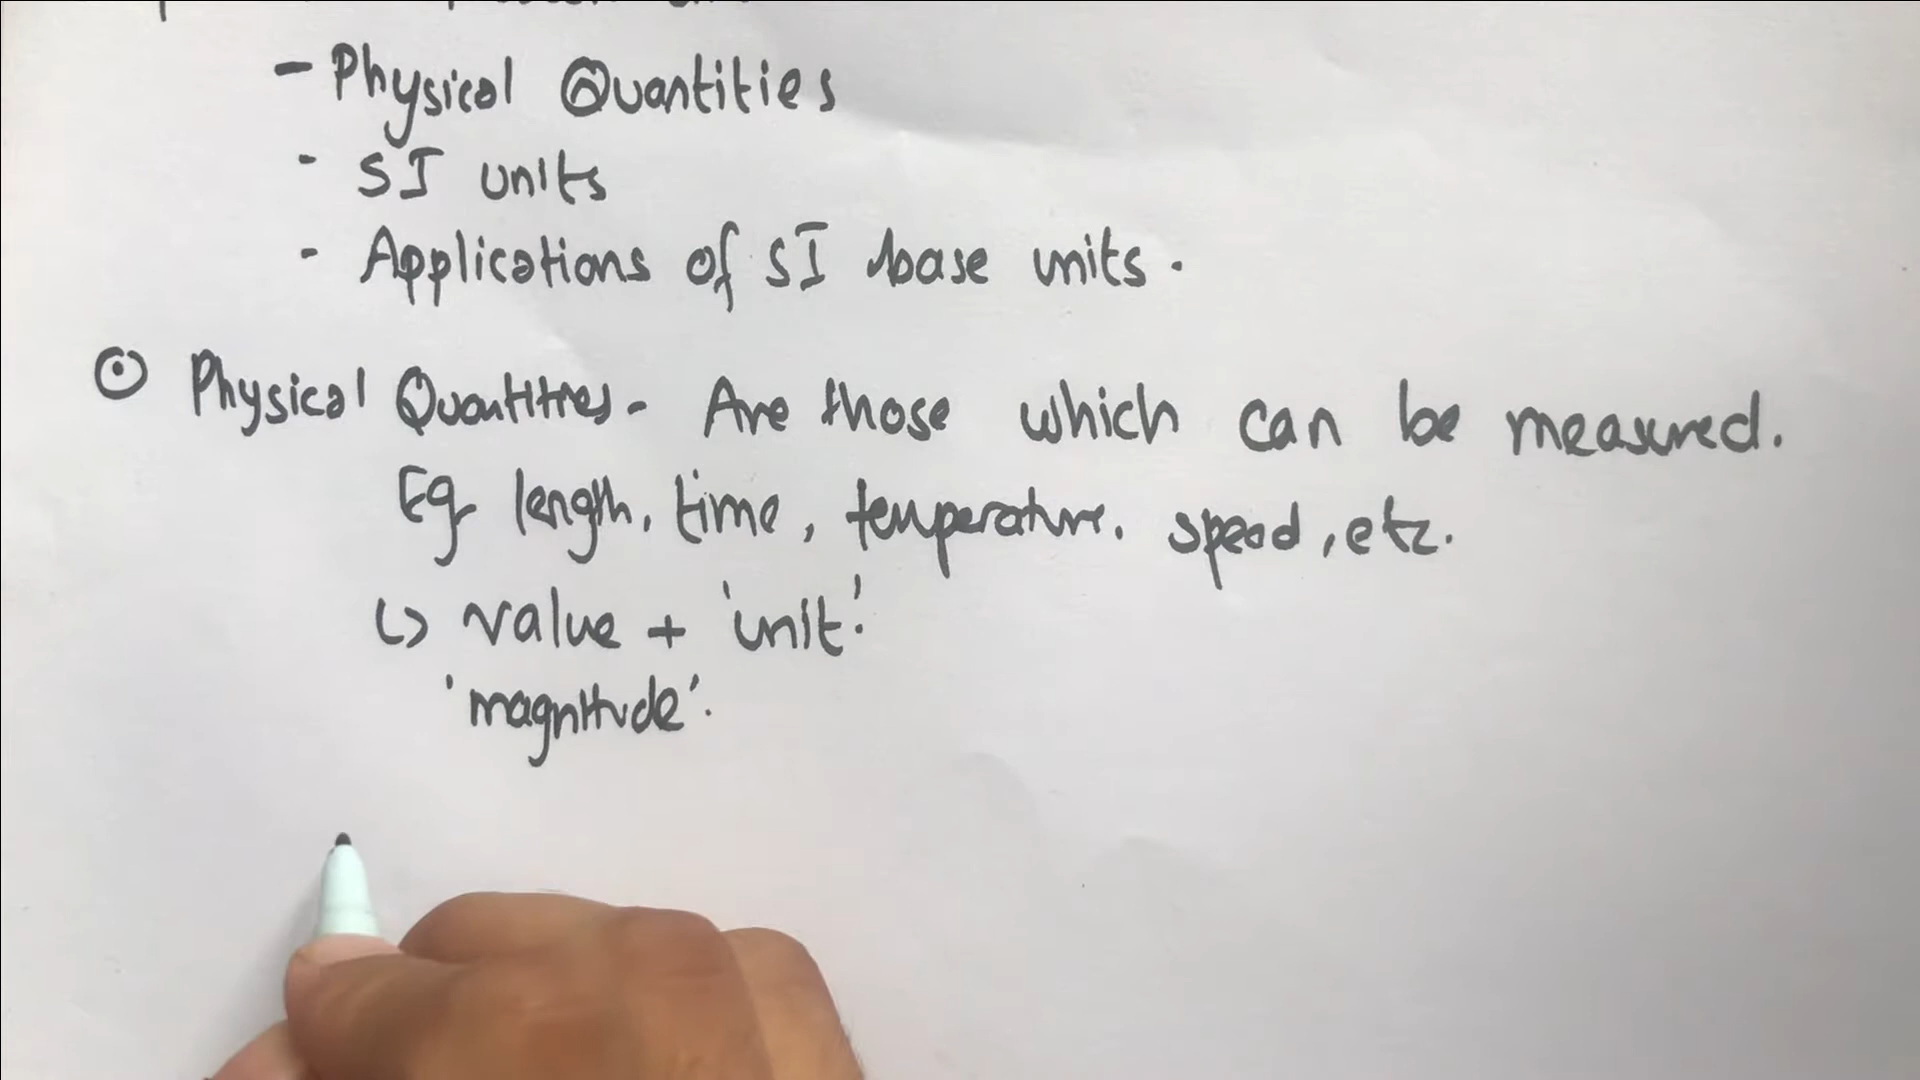 - Physical Quantities
- SI units
- Applications of SI base units.
⊙ Physical Quantities - Are those which can be measured.
Eg length, time, temperature, speed, etc.
↳ value + 'unit'.
'magnitude'.